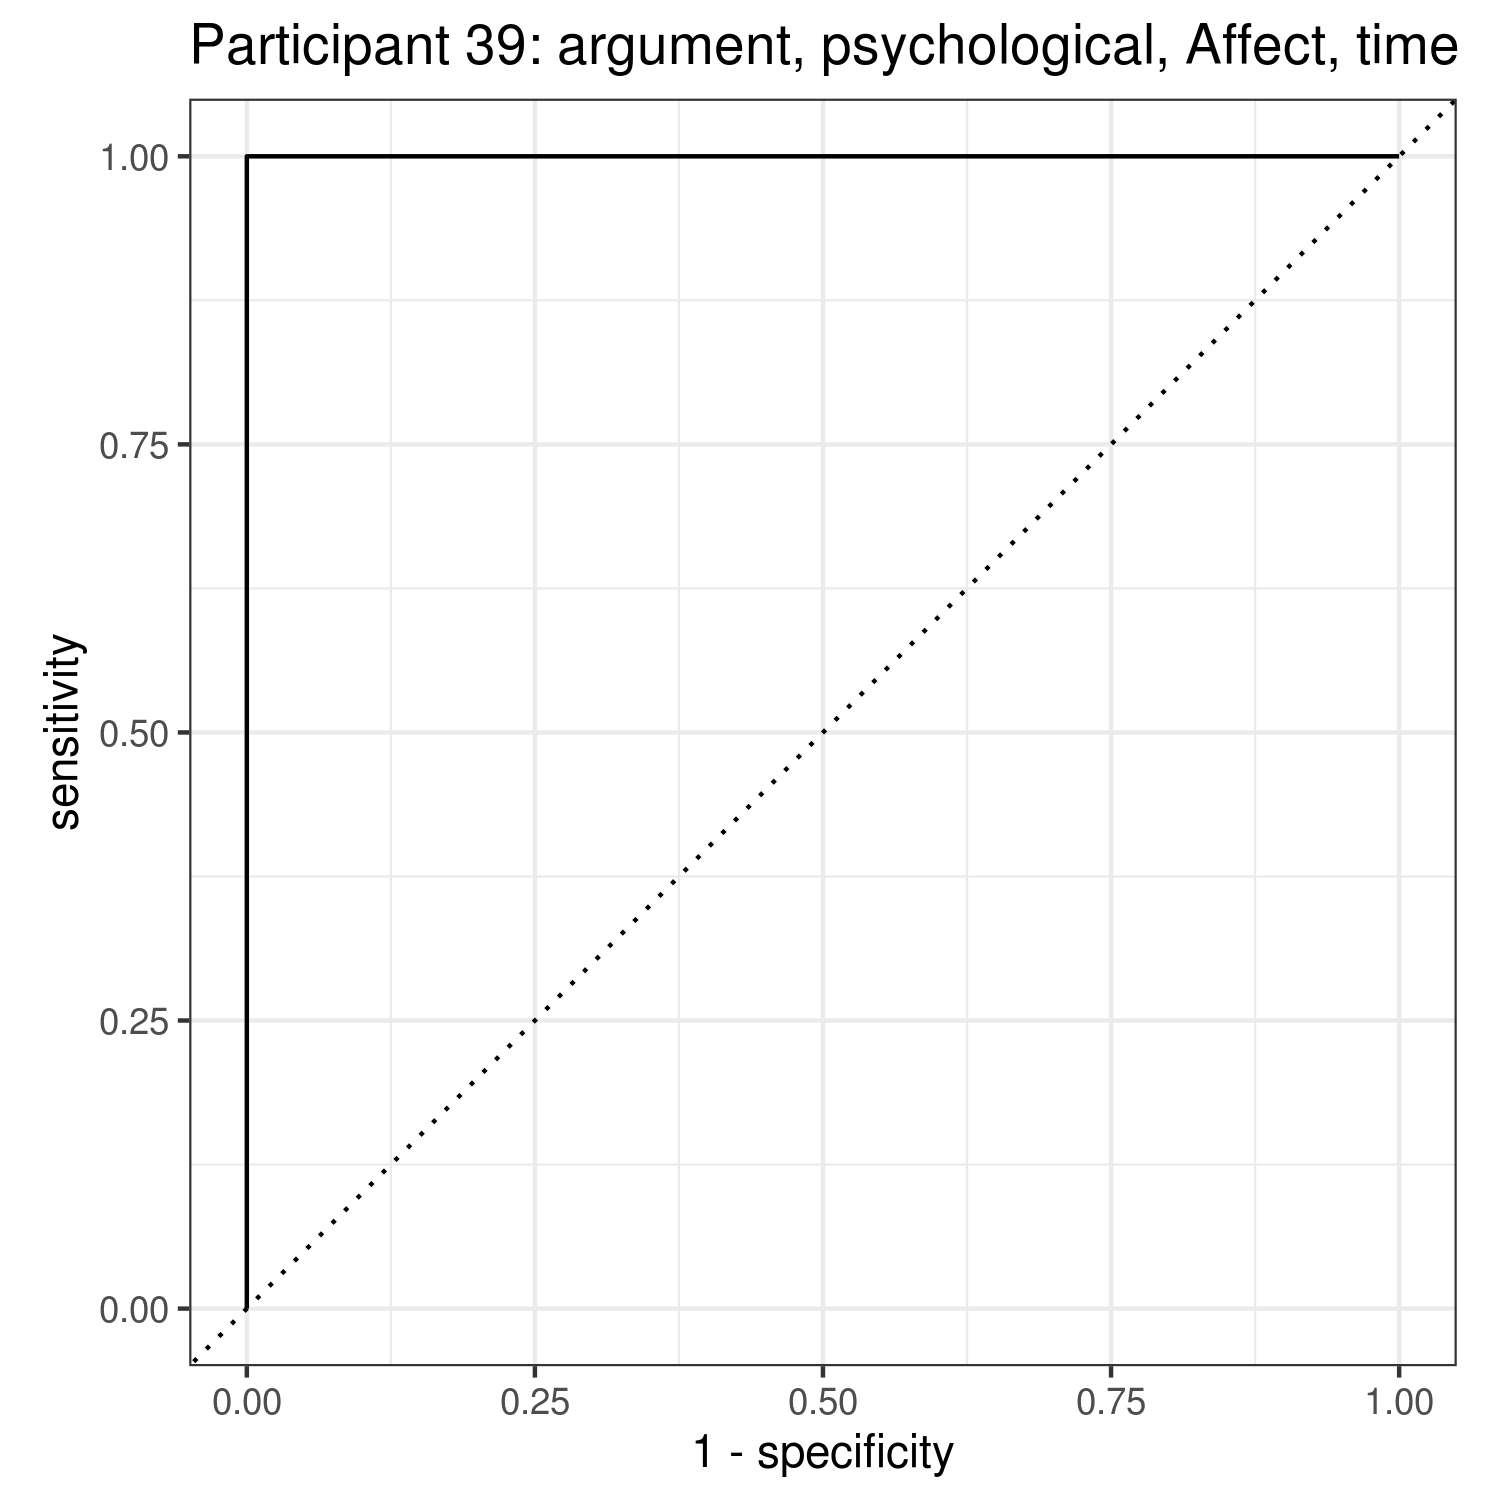 Participant 39: argument, psychological, Affect, time
1.00
0.75
0.50
0.25
0.00
sensitivity
0.00 0.25 0.50 0.75 1.00
1 - specificity